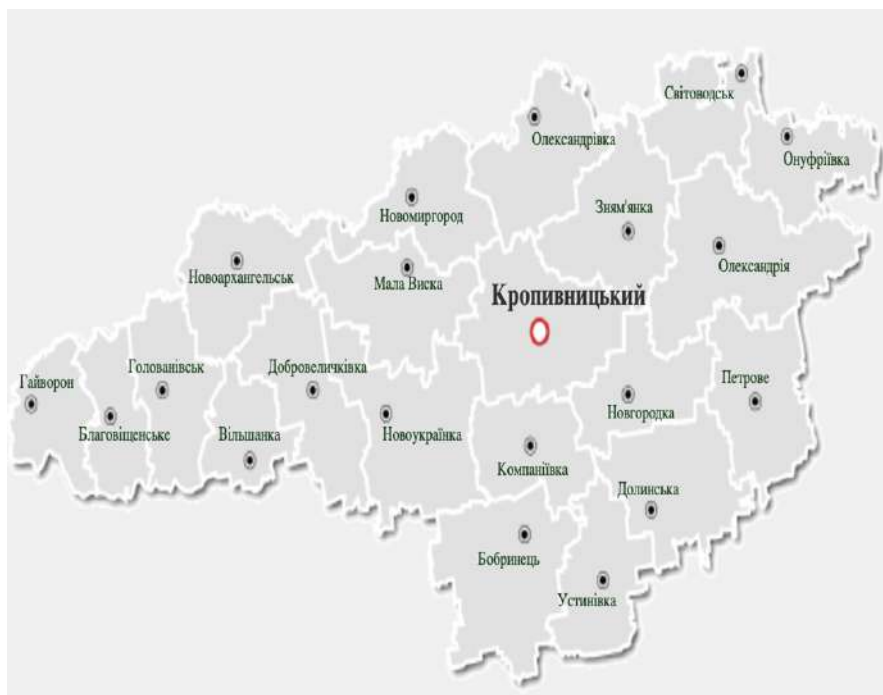 Світоводськ
Олександрівка
Онуфріївка
Знам'янка
Новомиргород
Новоархангельськ
Мала Виска
Олександрія
Кропивницький
Гайворон
Голованівськ
Добровеличківка
Петрове
Новгородка
Благовіщенське
Вільшанка
Новоукраїнка
Компаніївка
Долинська
Бобринець
Устинівка